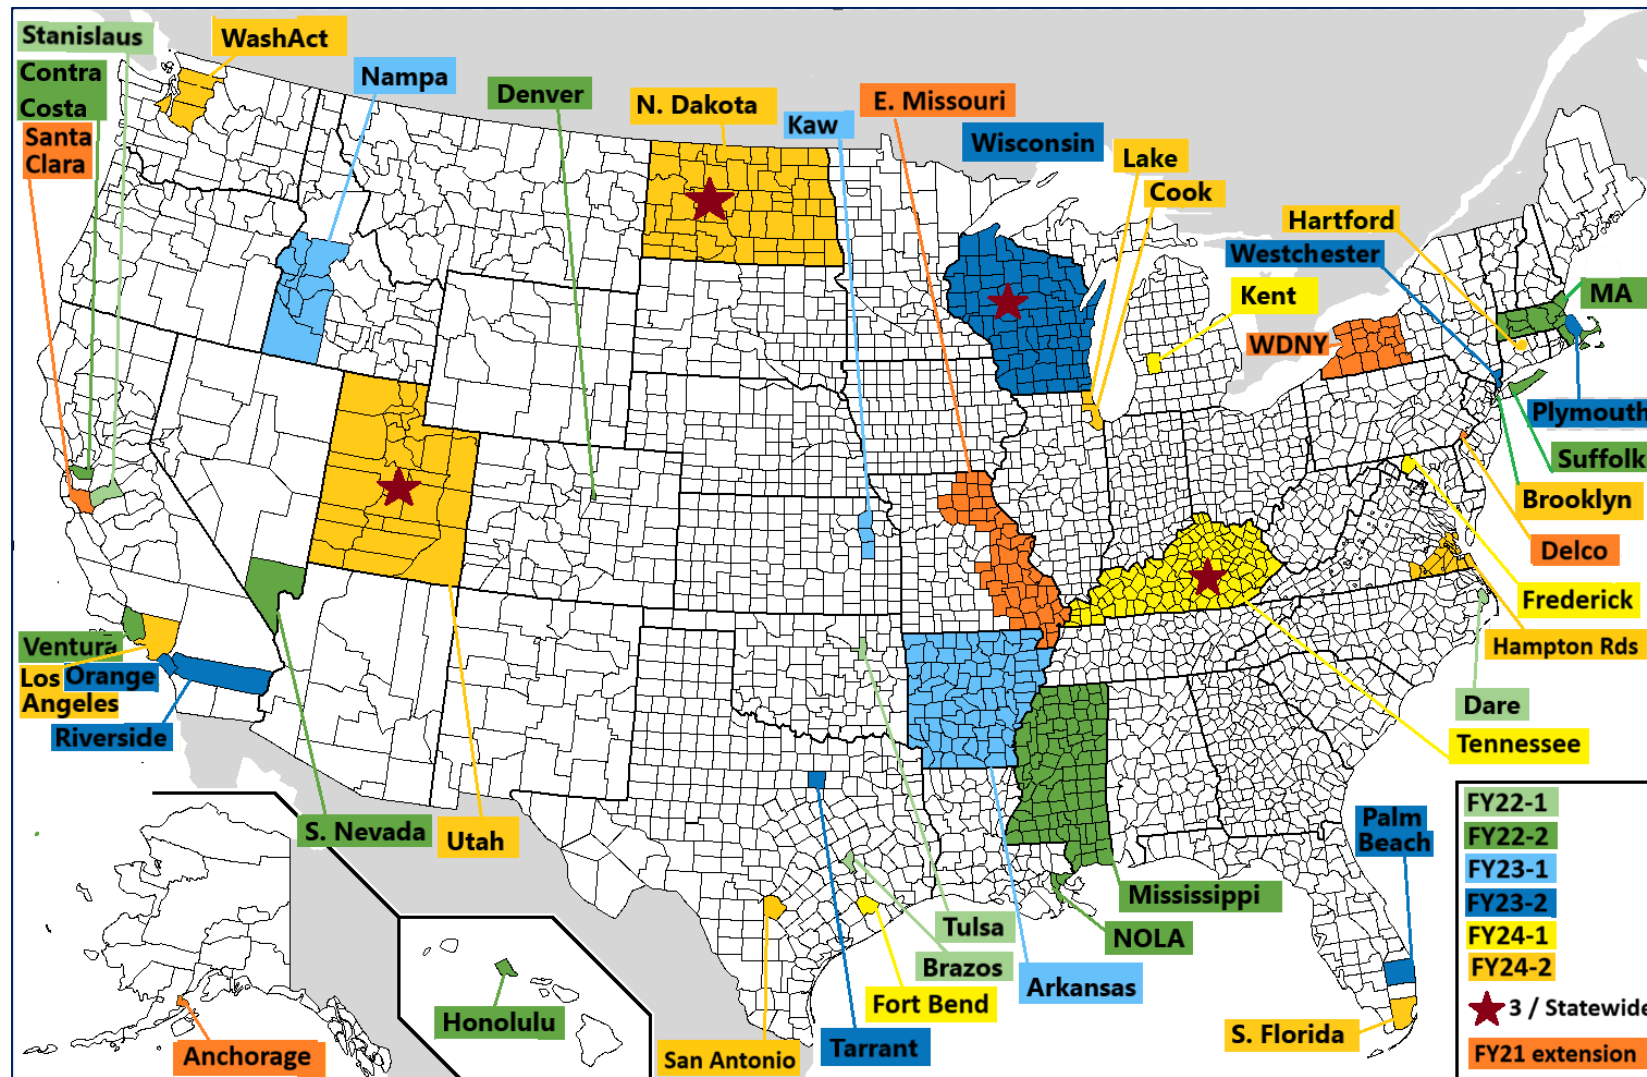 Stanislaus
WashAct
Contra
Costa
Nampa
Denver
N. Dakota
Kaw
E. Missouri
Wisconsin
Santa
Clara
Lake
Cook
Hartford
Westchester
Kent
MA
WDNY
Plymouth
Suffolk
Brooklyn
Delco
Frederick
Hampton Rds
Ventura
Los
Angeles
Orange
Riverside
Dare
Tennessee
S. Nevada
Utah
Palm
Beach
Mississippi
NOLA
Tulsa
Brazos
Arkansas
Fort Bend
Honolulu
Anchorage
San Antonio
Tarrant
S. Florida
FY22-1
FY22-2
FY23-1
FY23-2
FY24-1
FY24-2
3 / Statewide
FY21 extension